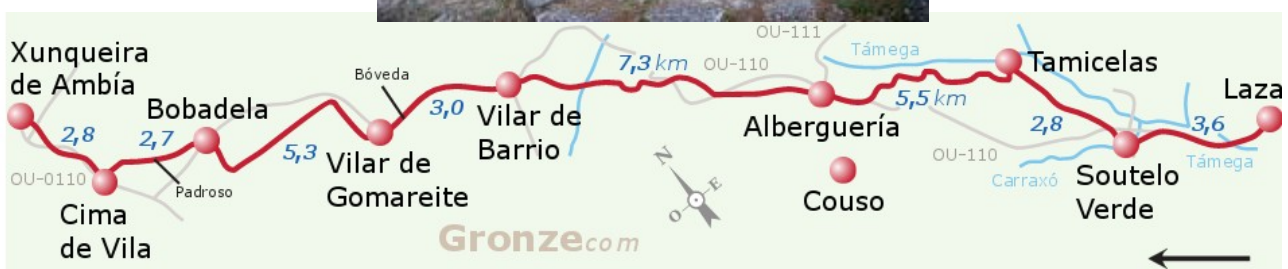 Xunqueira
de Ambía
2,8
OU-0110
Cima
de Vila
2,7
Padroso
Bobadela
5,3
Vilar de
Gomareite
Bóveda
3,0
Vilar de
Barrio
7,3 km
OU-110
OU-111
Alberguería
Couso
N
E
O
Támega
5,5 km
Tamicelas
2,8
OU-110
Carraxó
Soutelo
Verde
3,6
Támega
Laza
Gronze.com